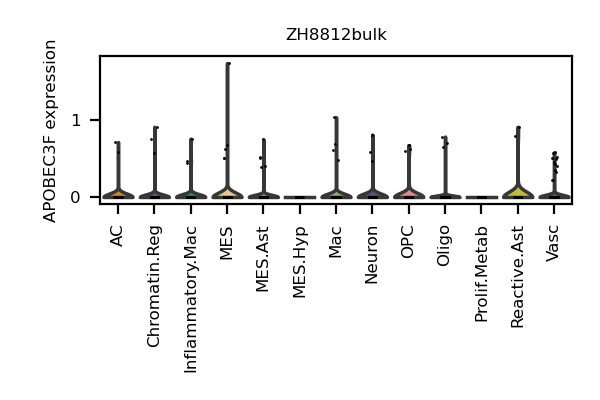 ZH8812bulk
APOBEC3F expression
1
0
AC
Chromatin.Reg
Inflammatory.Mac
MES
MES.Ast
MES.Hyp
Mac
Neuron
OPC
Oligo
Prolif.Metab
Reactive.Ast
Vasc